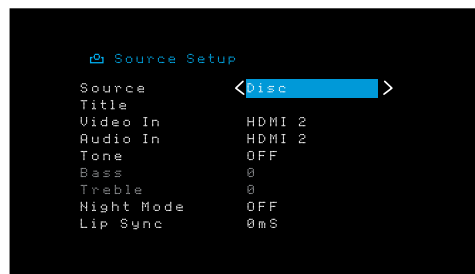 Source Setup
Source < Disc >
Title
Video In HDMI 2
Audio In HDMI 2
Tone OFF
Bass 0
Treble 0
Night Mode OFF
Lip Sync 0mS